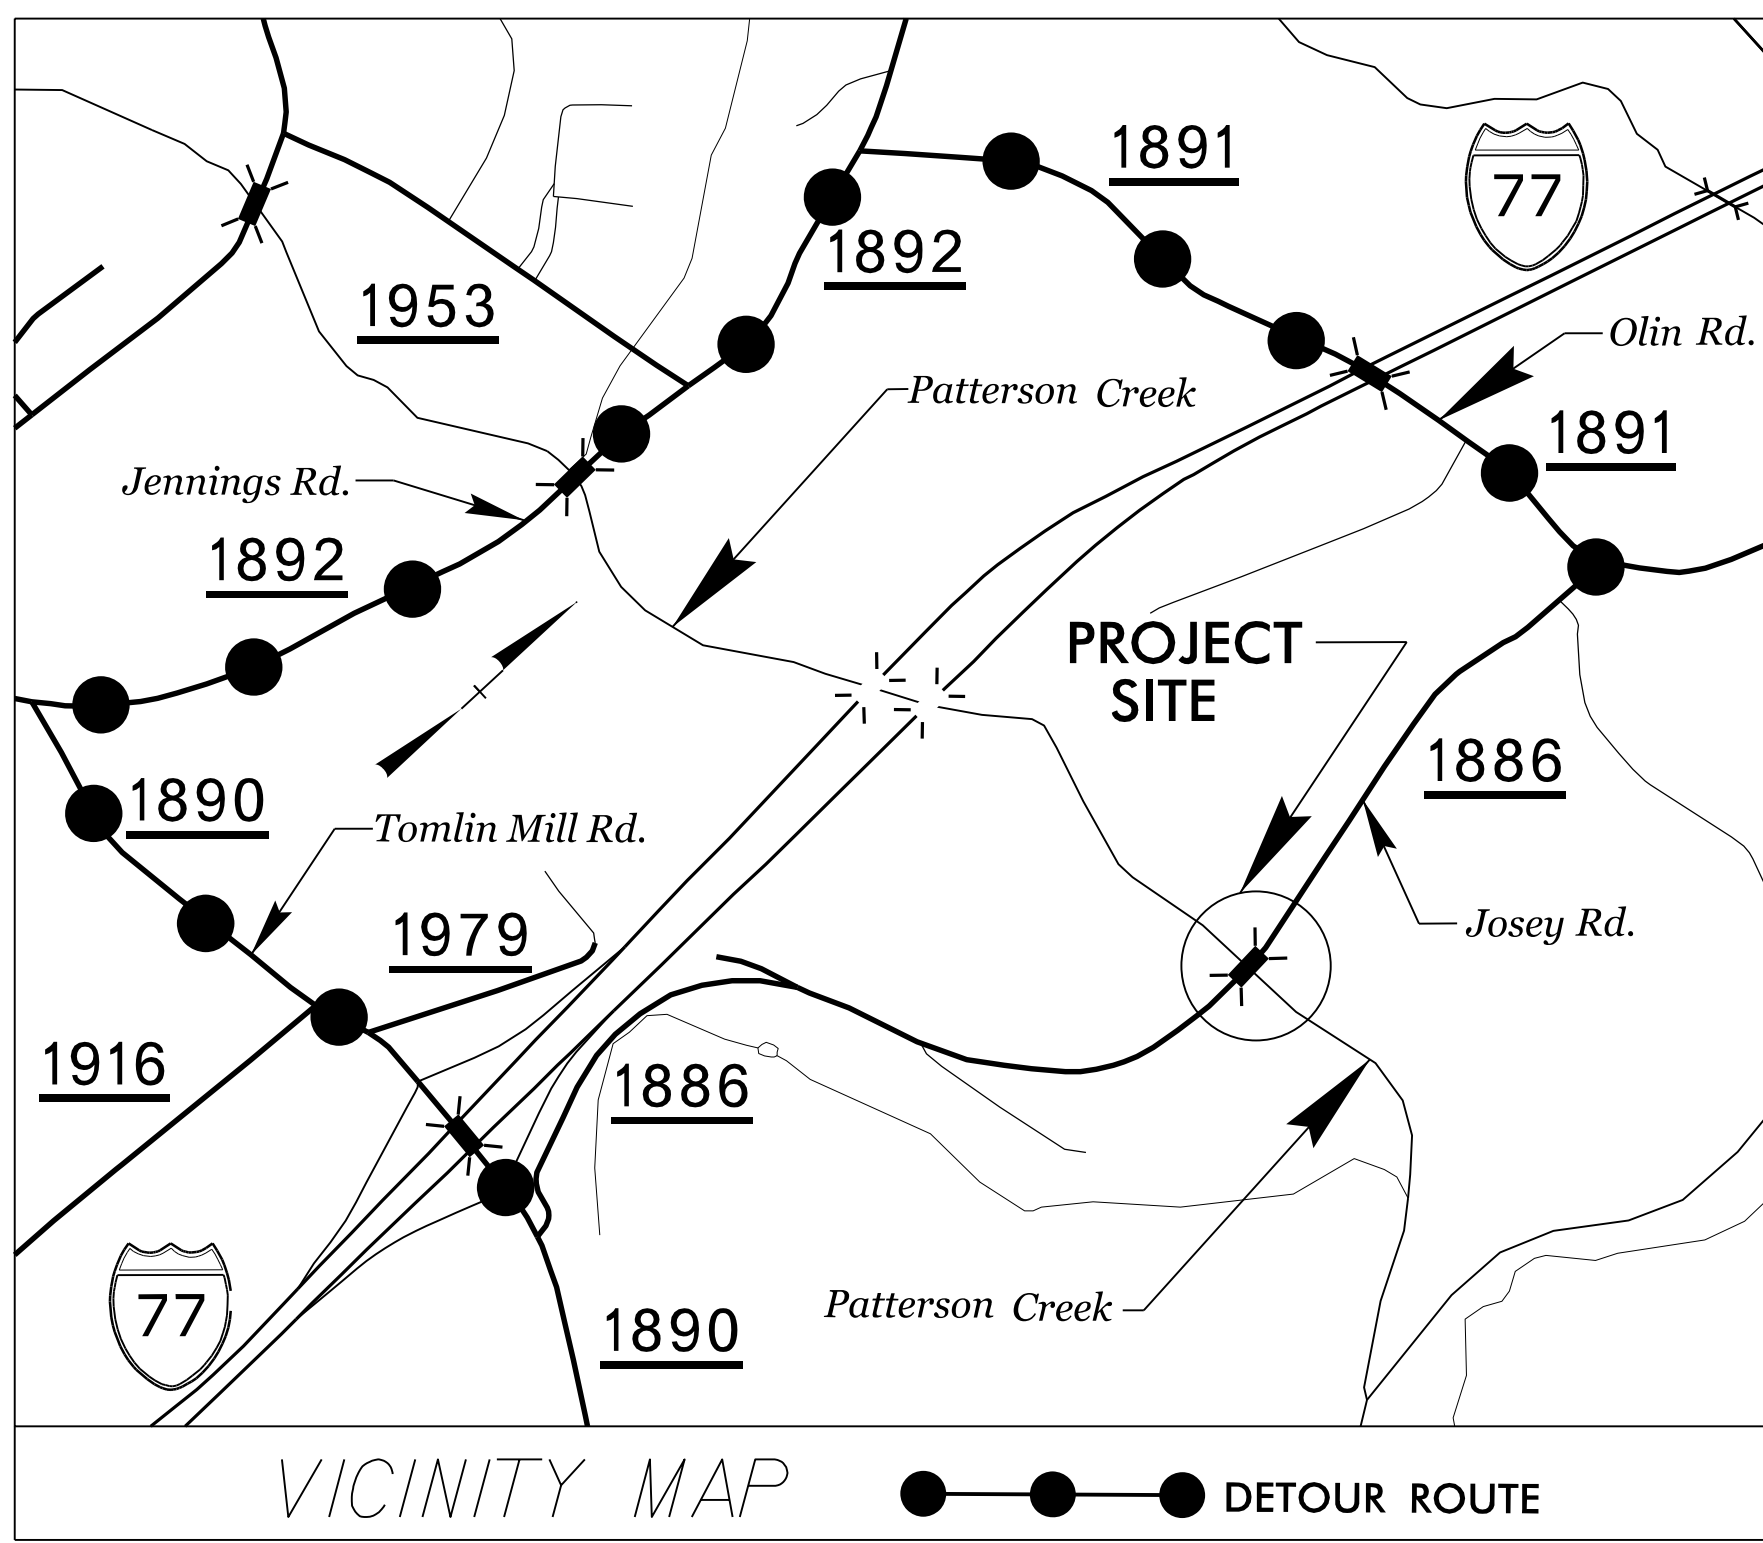 1891
77
1892
1953
Olin Rd.
Patterson Creek
1891
Jennings Rd.
1892
PROJECT
SITE
1886
1890
Tomlin Mill Rd.
1979
Josey Rd.
1916
1886
77
Patterson Creek
1890
VICINITY MAP
DETOUR ROUTE